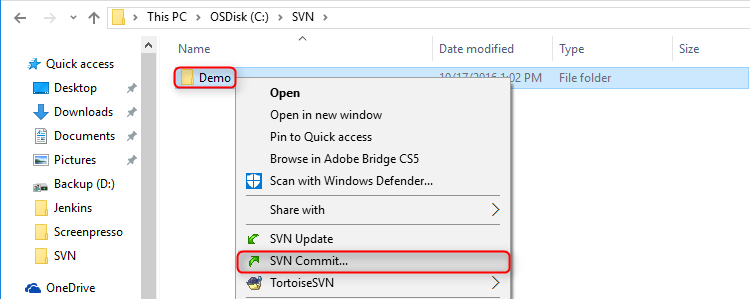 This PC > OSDisk (C:) > SVN
Name Date modified Type Size
Quick access
Desktop
Downloads
Documents
Pictures
Backup (D:)
Jenkins
Screenpresso
SVN
OneDrive
Demo 10/17/2016 1:02 PM File folder
Open
Open in new window
Pin to Quick access
Browse in Adobe Bridge CS5
Scan with Windows Defender...
Share with
SVN Update
SVN Commit...
TortoiseSVN